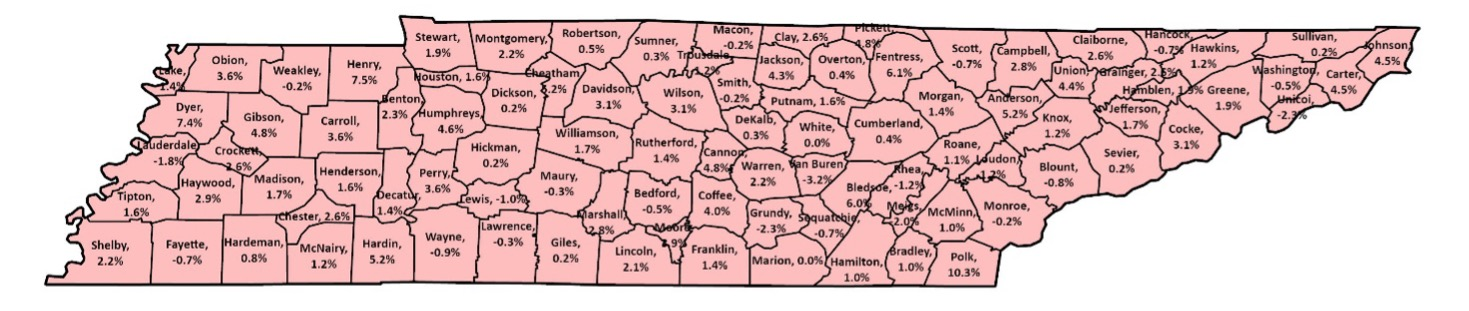 Lake,
1.4%
Obion,
3.6%
Weakley,
-0.2%
Henry,
7.5%
Stewart,
1.9%
Montgomery,
2.2%
Robertson,
0.5%
Sumner,
0.3%
Macon,
-0.2%
Trousdale,
Clay, 2.6%
Pickett,
4.8%
Jackson,
4.3%
Overton,
0.4%
Fentress,
6.1%
Scott,
-0.7%
Campbell,
2.8%
Claiborne,
2.6%
Hancock,
-0.7%
Hawkins,
1.2%
Sullivan,
0.2%
Johnson,
4.5%
Union,
4.4%
Grainger,
Hamblen,
Greene,
1.9%
Washington,
-0.5%
Carter,
4.5%
Unicoi,
-2.3%
Dyer,
7.4%
Gibson,
4.8%
Carroll,
3.6%
Benton,
2.3%
Houston, 1.6%
Humphreys,
4.6%
Dickson,
0.2%
Cheatham,
Davidson,
3.1%
Wilson,
3.1%
Smith,
-0.2%
Putnam, 1.6%
DeKalb,
0.3%
White,
0.0%
Cumberland,
0.4%
Morgan,
1.4%
Anderson,
5.2%
Knox,
1.2%
Jefferson,
1.7%
Cocke,
3.1%
Lauderdale,
-1.8%
Crockett,
Haywood,
2.9%
Madison,
1.7%
Henderson,
1.6%
Decatur,
1.4%
Perry,
3.6%
Hickman,
0.2%
Lewis, -1.0%
Williamson,
1.7%
Maury,
-0.3%
Rutherford,
1.4%
Cannon,
4.8%
Warren,
2.2%
Van Buren,
-3.2%
Bledsoe,
6.0%
Rhea,
-1.2%
Roane,
1.1%
Loudon,
Blount,
-0.8%
Sevier,
0.2%
Tipton,
1.6%
Shelby,
2.2%
Fayette,
-0.7%
Hardeman,
0.8%
Chester, 2.6%
McNairy,
1.2%
Hardin,
5.2%
Wayne,
-0.9%
Lawrence,
-0.3%
Giles,
0.2%
Marshall,
Bedford,
-0.5%
Moore,
Lincoln,
2.1%
Coffee,
4.0%
Franklin,
1.4%
Grundy,
-2.3%
Sequatchie,
-0.7%
Marion, 0.0%
Hamilton,
1.0%
Meigs,
Bradley,
1.0%
McMinn,
1.0%
Polk,
10.3%
Monroe,
-0.2%